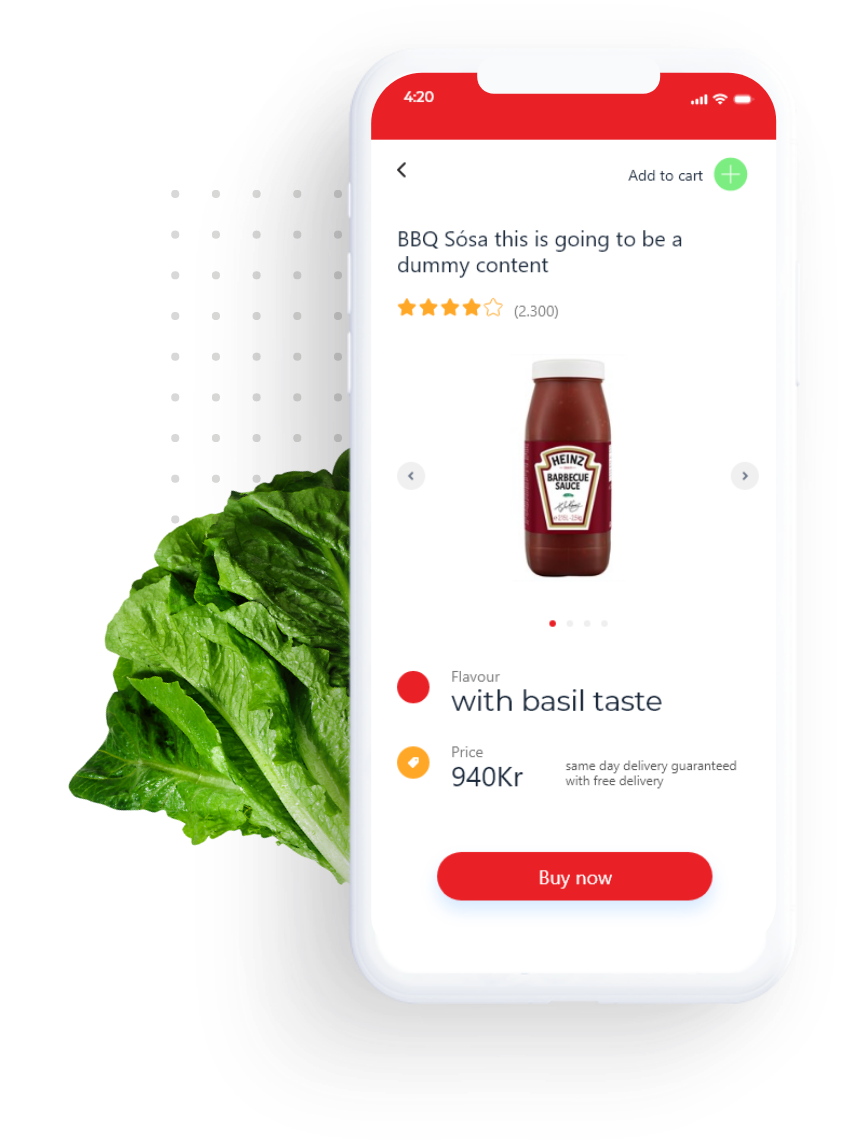 4:20
Add to cart
BBQ Sósa this is going to be a
dummy content
(2.300)
HEINZ
BARBECUE
SAUCE
Flavour
with basil taste
Price
940Kr
same day delivery guaranteed
with free delivery
Buy now